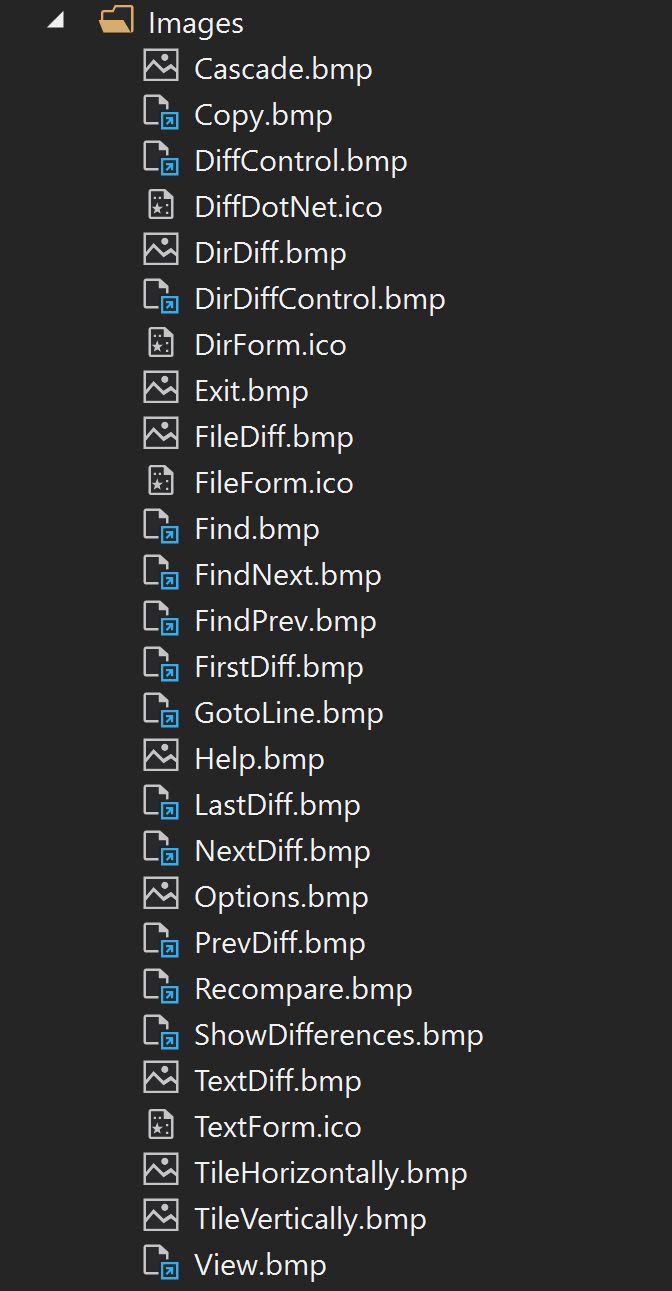 Images
Cascade.bmp
Copy.bmp
DiffControl.bmp
DiffDotNet.ico
DirDiff.bmp
DirDiffControl.bmp
DirForm.ico
Exit.bmp
FileDiff.bmp
FileForm.ico
Find.bmp
FindNext.bmp
FindPrev.bmp
FirstDiff.bmp
GotoLine.bmp
Help.bmp
LastDiff.bmp
NextDiff.bmp
Options.bmp
PrevDiff.bmp
Recompare.bmp
ShowDifferences.bmp
TextDiff.bmp
TextForm.ico
TileHorizontally.bmp
TileVertically.bmp
View.bmp